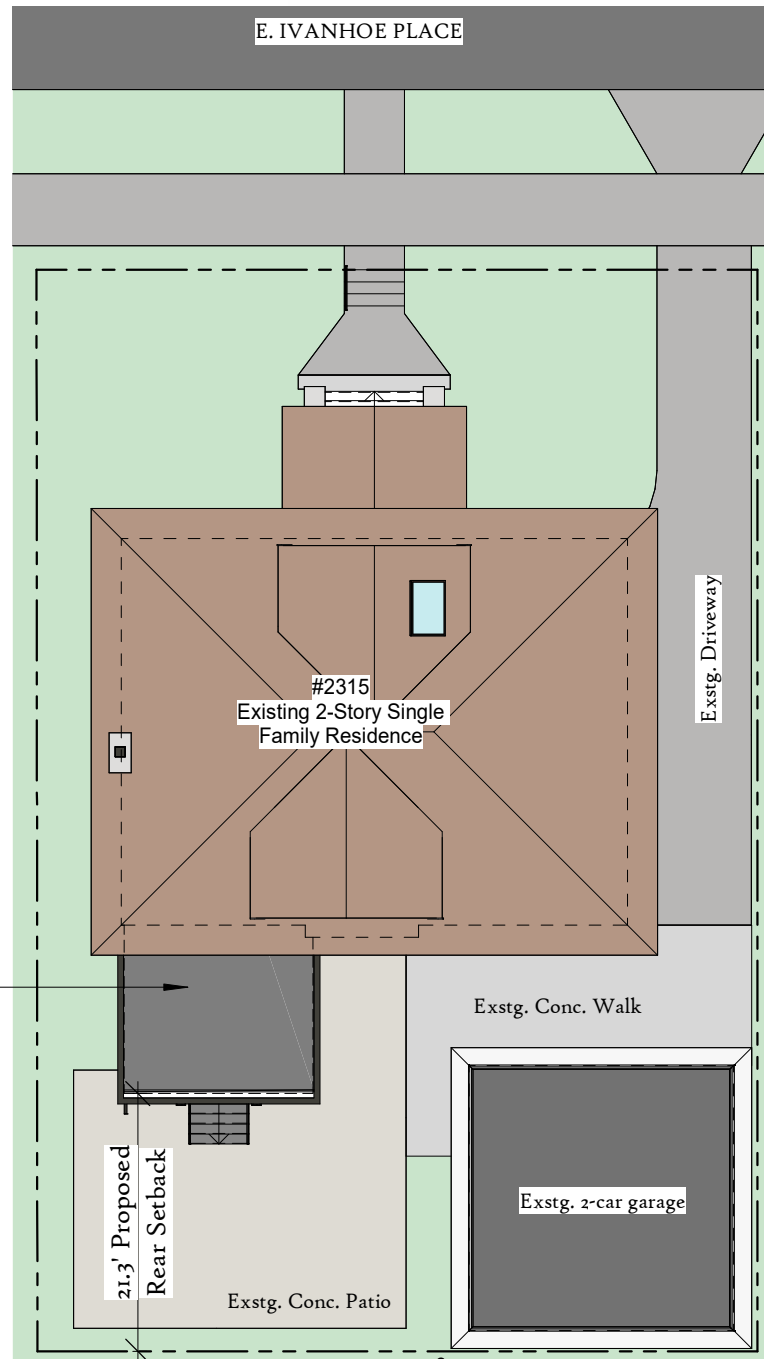 E. IVANHOE PLACE
Exstg. Driveway
#2315
Existing 2-Story Single
Family Residence
Exstg. Conc. Walk
21.3' Proposed
Rear Setback
Exstg. 2-car garage
Exstg. Conc. Patio